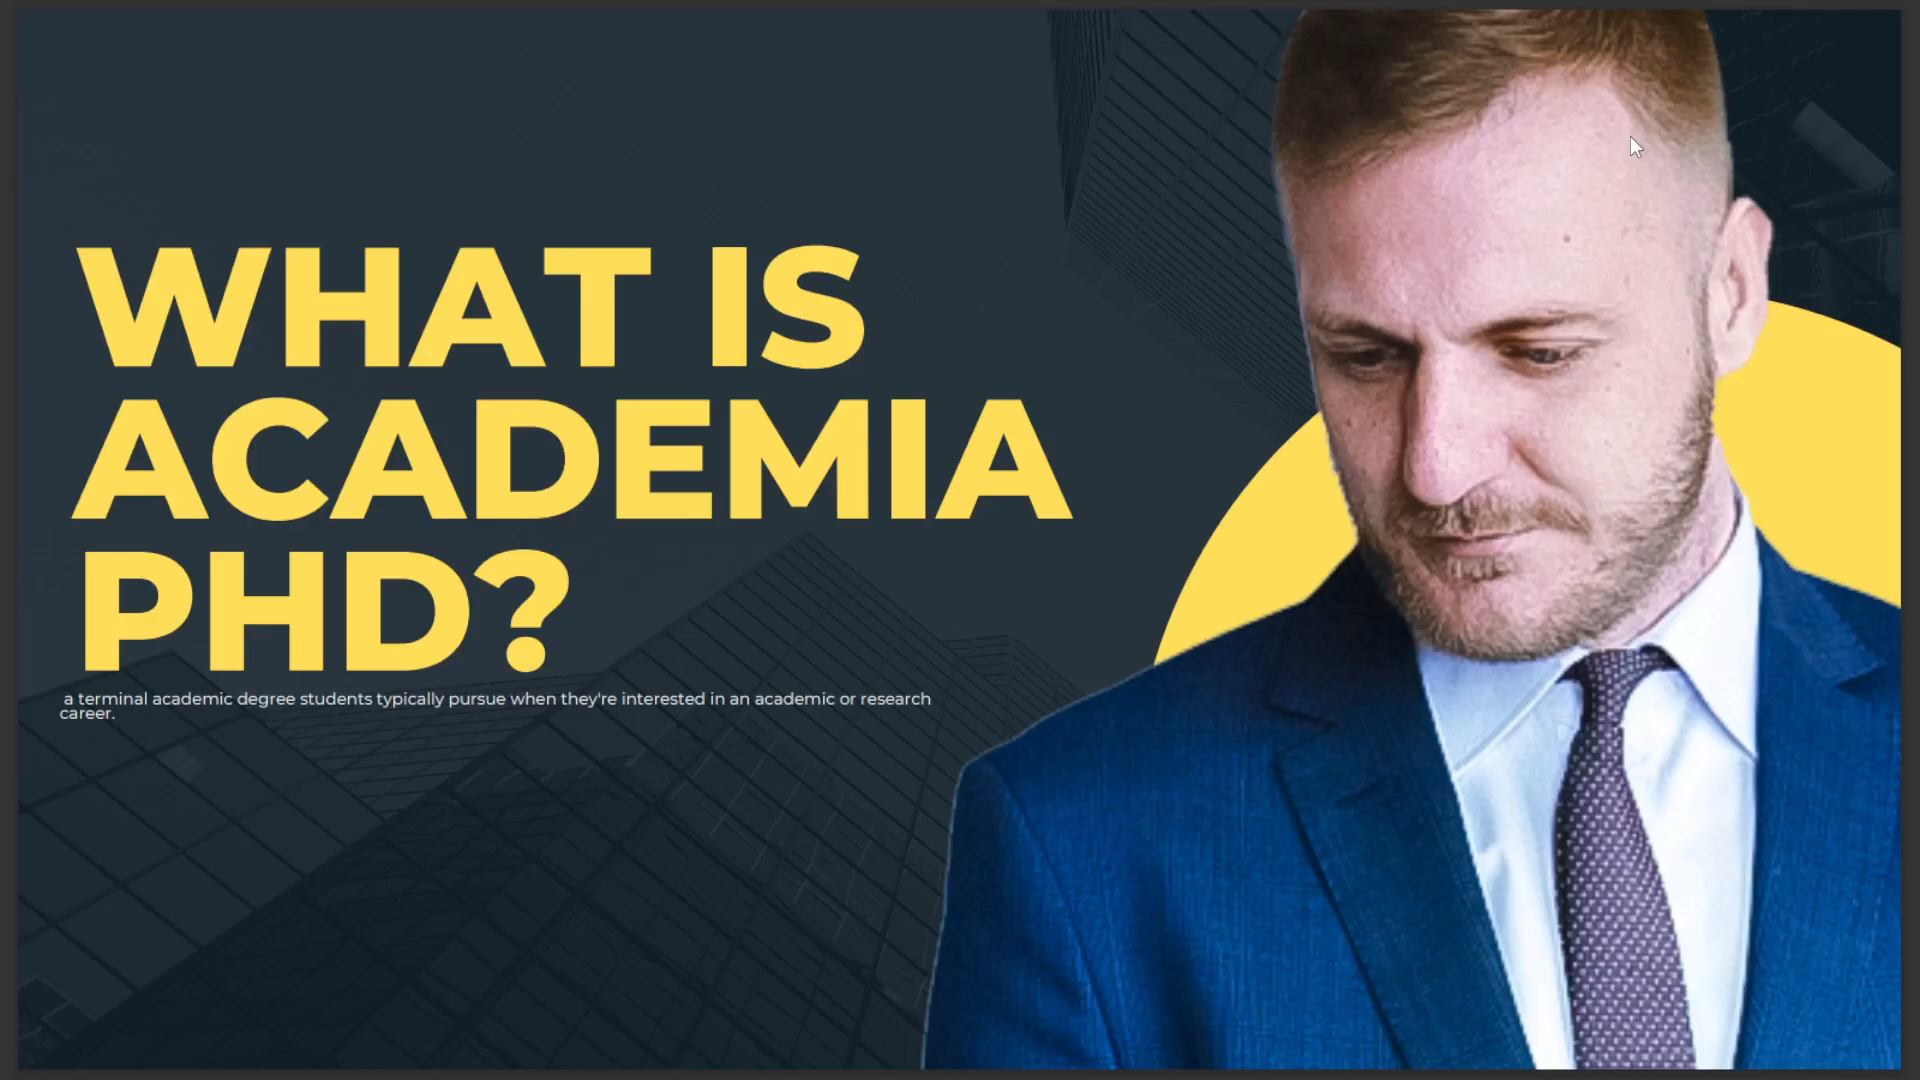 WHAT IS
ACADEMIA
PHD?
a terminal academic degree students typically pursue when they're interested in an academic or research
career.